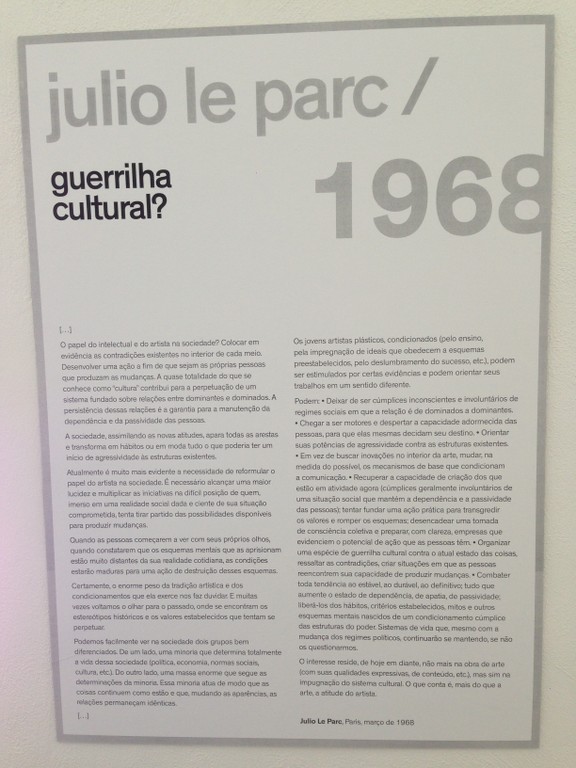 julio le parc /
1968
guerrilha
cultural?
[...]
O papel do intelectual e do artista na sociedade? Colocar em
evidência as contradições existentes no interior de cada meio.
Desenvolver uma ação a fim de que sejam as próprias pessoas
que produzam as mudanças. A quase totalidade do que se
conhece como "cultura" contribui para a perpetuação de um
sistema fundado sobre relações entre dominantes e dominados. A
persistência dessas relações é a garantia para a manutenção da
dependência e da passividade das pessoas.
A sociedade, assimilando as novas atitudes, apara todas as arestas
e transforma em hábitos ou em moda tudo o que poderia ter um
início de agressividade às estruturas existentes.
Atualmente é muito mais evidente a necessidade de reformular o
papel do artista na sociedade. É necessário alcançar uma maior
lucidez e multiplicar as iniciativas na difícil posição de quem,
imerso em uma realidade social dada e ciente de sua situação
comprometida, tenta tirar partido das possibilidades disponíveis
para produzir mudanças.
Quando as pessoas começarem a ver com seus próprios olhos,
quando constatarem que os esquemas mentais que as aprisionam
estão muito distantes da sua realidade cotidiana, as condições
estarão maduras para uma ação de destruição desses esquemas.
Certamente, o enorme peso da tradição artística e dos
condicionamentos que ela exerce nos faz duvidar. E muitas
vezes voltamos o olhar para o passado, onde se encontram os
estereótipos históricos e os valores estabelecidos que tentam se
perpetuar.
Podemos facilmente ver na sociedade dois grupos bem
diferenciados. De um lado, uma minoria que determina totalmente
a vida dessa sociedade (política, economia, normas sociais,
cultura, etc.). Do outro lado, uma massa enorme que segue as
determinações da minoria. Essa minoria atua de modo que as
coisas continuem como estão e que, mudando as aparências, as
relações permaneçam idênticas.
[...]
Os jovens artistas plásticos, condicionados (pelo ensino,
pela impregnação de ideais que obedecem a esquemas
preestabelecidos, pelo deslumbramento do sucesso, etc.), podem
ser estimulados por certas evidências e podem orientar seus
trabalhos em um sentido diferente.
Podem: • Deixar de ser cúmplices inconscientes e involuntários de
regimes sociais em que a relação é de dominados a dominantes.
• Chegar a ser motores e despertar a capacidade adormecida das
pessoas, para que elas mesmas decidam seu destino. • Orientar
suas potências de agressividade contra as estruturas existentes.
• Em vez de buscar inovações no interior da arte, mudar, na
medida do possível, os mecanismos de base que condicionam
a comunicação. • Recuperar a capacidade de criação dos que
estão em atividade agora (cúmplices geralmente involuntários de
uma situação social que mantém a dependência e a passividade
das pessoas); tentar fundar uma ação prática para transgredir
os valores e romper os esquemas; desencadear uma tomada
de consciência coletiva e preparar, com clareza, empresas que
evidenciem o potencial de ação que as pessoas têm. • Organizar
uma espécie de guerrilha cultural contra o atual estado das coisas,
ressaltar as contradições, criar situações em que as pessoas
reencontrem sua capacidade de produzir mudanças. • Combater
toda tendência ao estável, ao durável, ao definitivo; tudo que
aumente o estado de dependência, de apatia, de passividade;
liberá-los dos hábitos, critérios estabelecidos, mitos e outros
esquemas mentais nascidos de um condicionamento cúmplice
das estruturas do poder. Sistemas de vida que, mesmo com a
mudança dos regimes políticos, continuarão se mantendo, se não
os questionarmos.
O interesse reside, de hoje em diante, não mais na obra de arte
(com suas qualidades expressivas, de conteúdo, etc.), mas sim na
impugnação do sistema cultural. O que conta é, mais do que a
arte, a atitude do artista.
Julio Le Parc, Paris, março de 1968